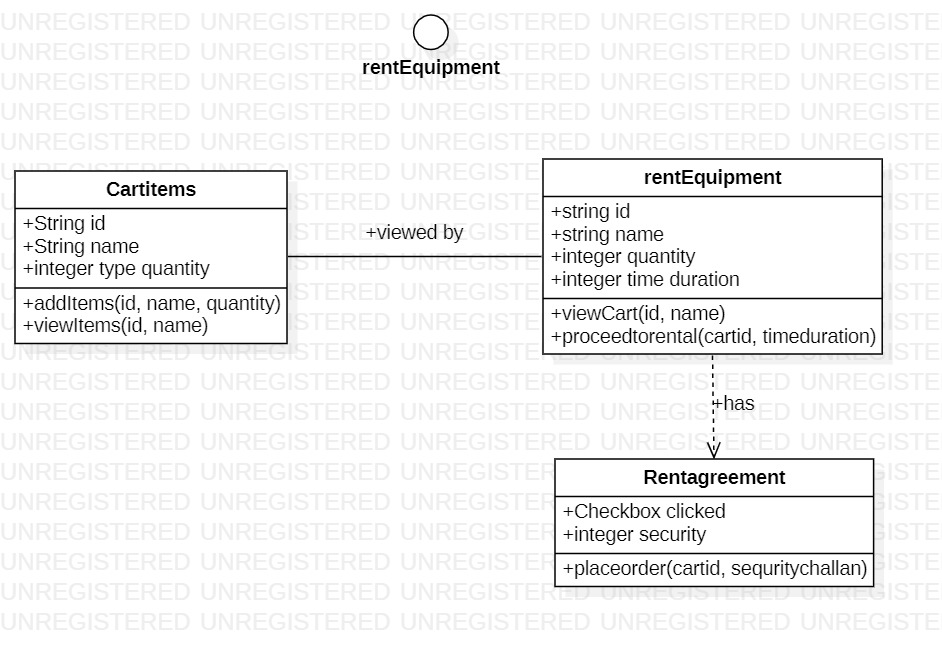 rentEquipment
Cartitems
+String id
+String name
+integer type quantity
+addItems(id, name, quantity)
+viewItems(id, name)
+viewed by
rentEquipment
+string id
+string name
+integer quantity
+integer time duration
+viewCart(id, name)
+proceedtorental(cartid, timeduration)
+has
Rentagreement
+Checkbox clicked
+integer security
+placeorder(cartid, sequritychallan)
UNREGISTERED